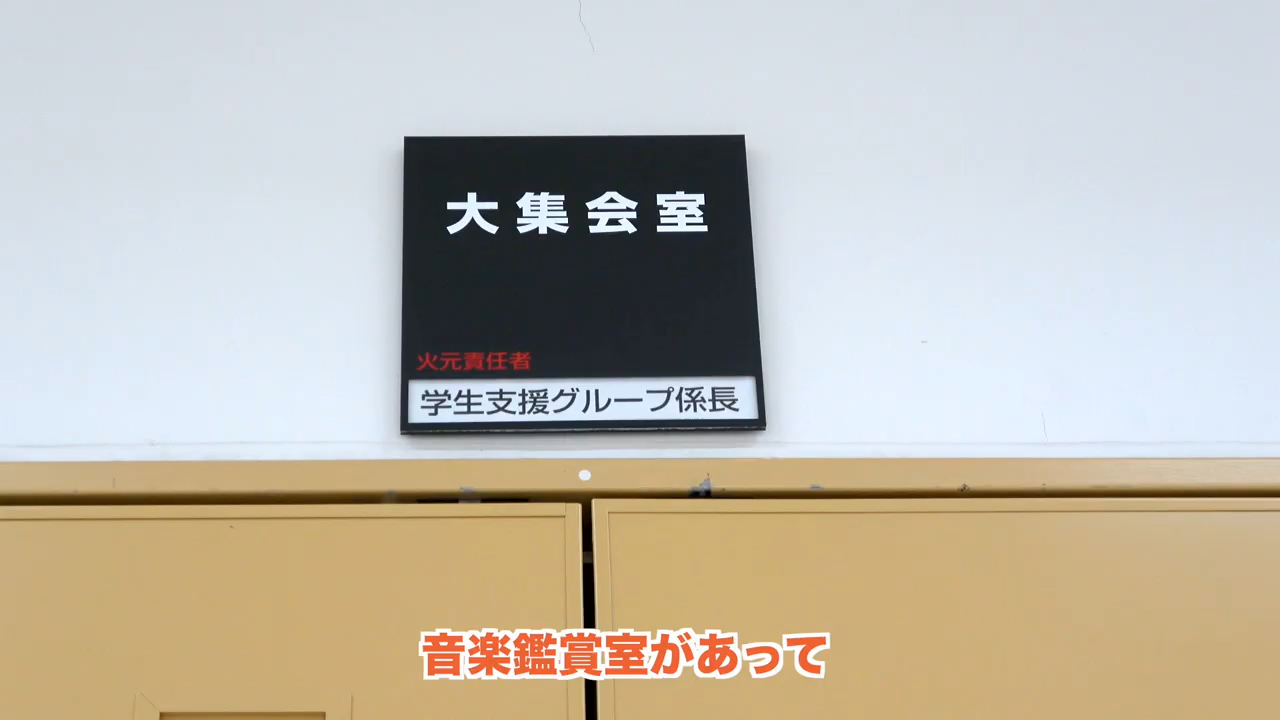 大集会室
火元責任者
学生支援グループ係長
音楽鑑賞室があって